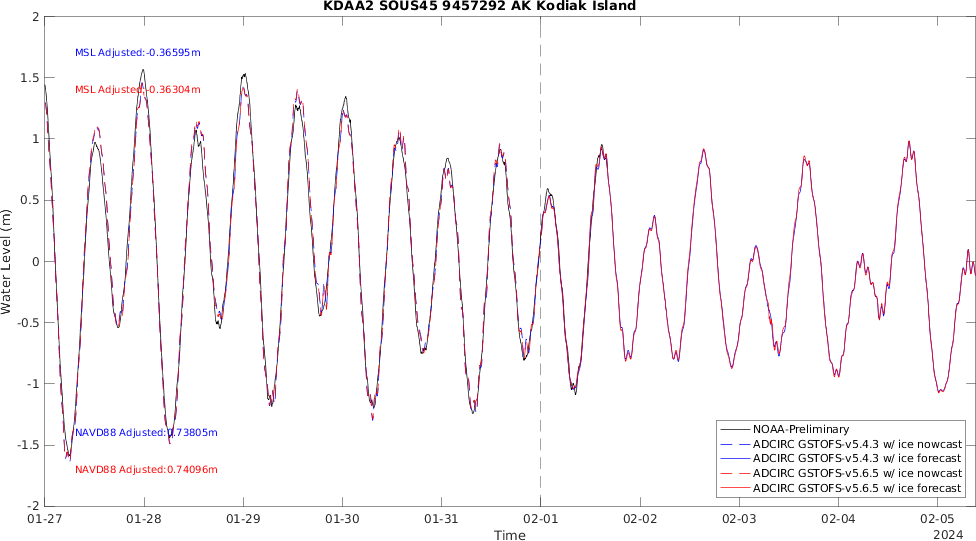 KDAA2 SOUS45 9457292 AK Kodiak Island
2
1.5
1
0.5
0
-0.5
-1
-1.5
-2
Water Level (m)
MSL Adjusted:-0.36595m
MSL Adjusted:-0.36304m
NAVD88 Adjusted:0.73805m
NAVD88 Adjusted:0.74096m
NOAA-Preliminary
ADCIRC GSTOFS-v5.4.3 w/ ice nowcast
ADCIRC GSTOFS-v5.4.3 w/ ice forecast
ADCIRC GSTOFS-v5.6.5 w/ ice nowcast
ADCIRC GSTOFS-v5.6.5 w/ ice forecast
01-27 01-28 01-29 01-30 01-31 02-01 02-02 02-03 02-04 02-05
Time
2024